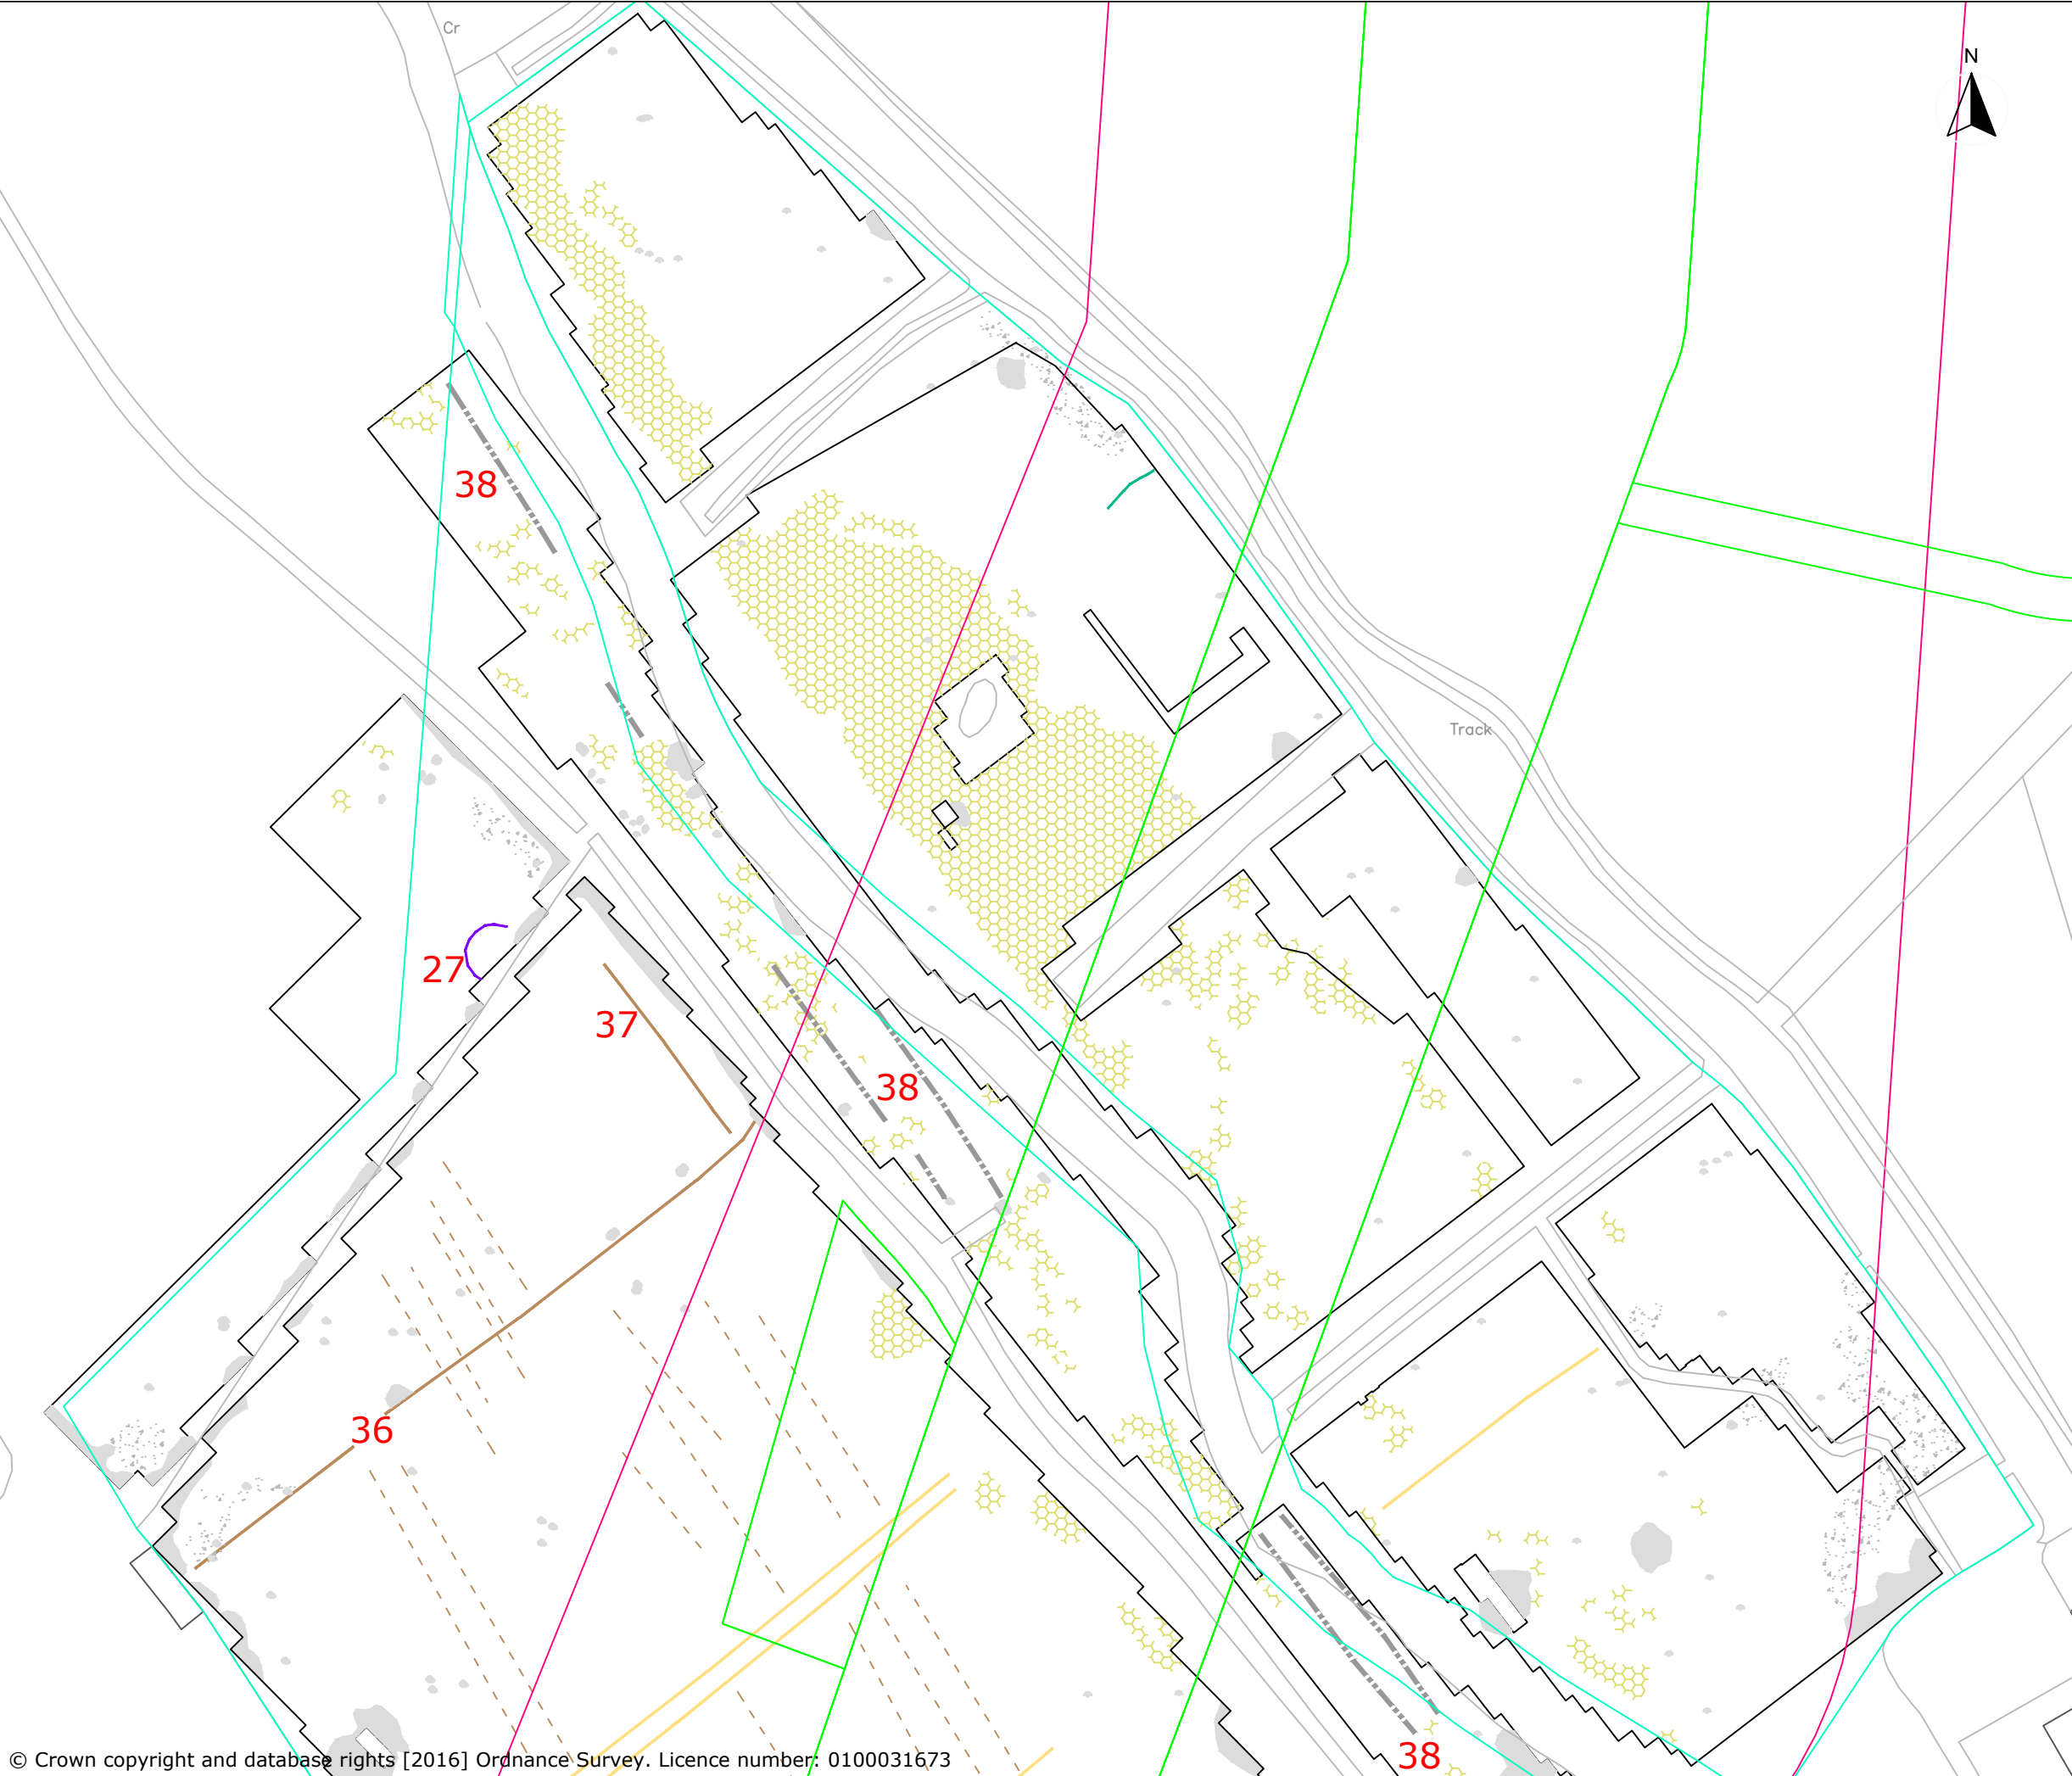 Cr
N
38
Track
27
37
38
36
38
© Crown copyright and database rights [2016] Ordnance Survey. Licence number: 0100031673